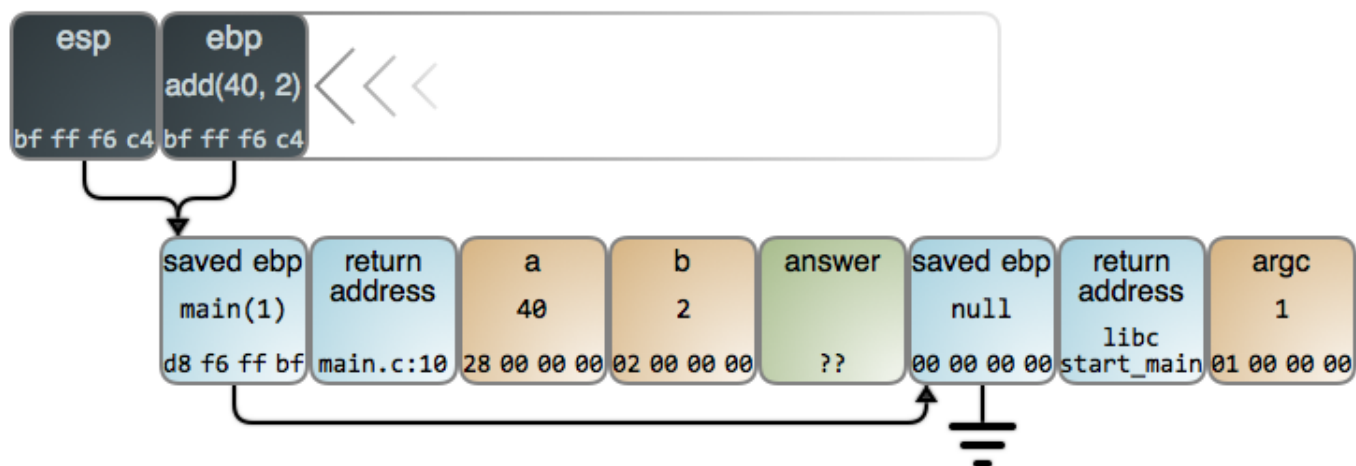 esp
bf ff f6 c4
ebp
add(40, 2)
bf ff f6 c4
saved ebp
main(1)
d8 f6 ff bf
return
address
main.c:10
a
40
28 00 00 00
b
2
02 00 00 00
answer
??
saved ebp
null
00 00 00 00
return
address
libc
start_main
argc
1
01 00 00 00